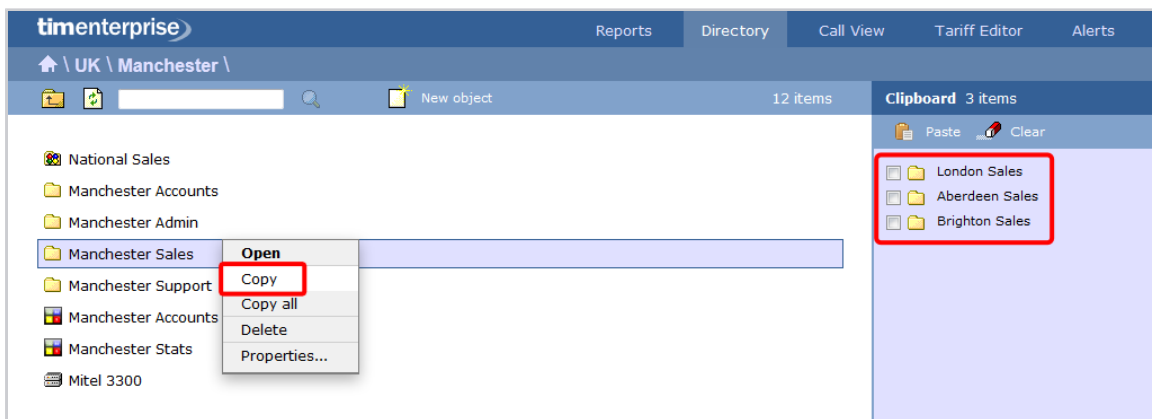 timenterprise
Reports Directory Call View Tariff Editor Alerts
\ UK \ Manchester \
New object 12 items
Clipboard 3 items
Paste Clear
National Sales
Manchester Accounts
Manchester Admin
Manchester Sales
Manchester Support
Manchester Accounts
Manchester Stats
Mitel 3300
Open
Copy
Copy all
Delete
Properties...
London Sales
Aberdeen Sales
Brighton Sales